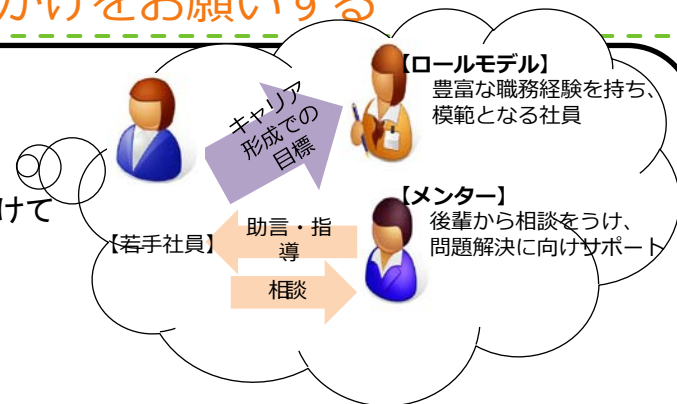 かけをお願いする
【ロールモデル】
豊富な職務経験を持ち、
模範となる社員
キャリア
形成での
目標
けて
【メンター】
後輩から相談をうけ、
問題解決に向けサポート
【若手社員】
助言・指
導
相談